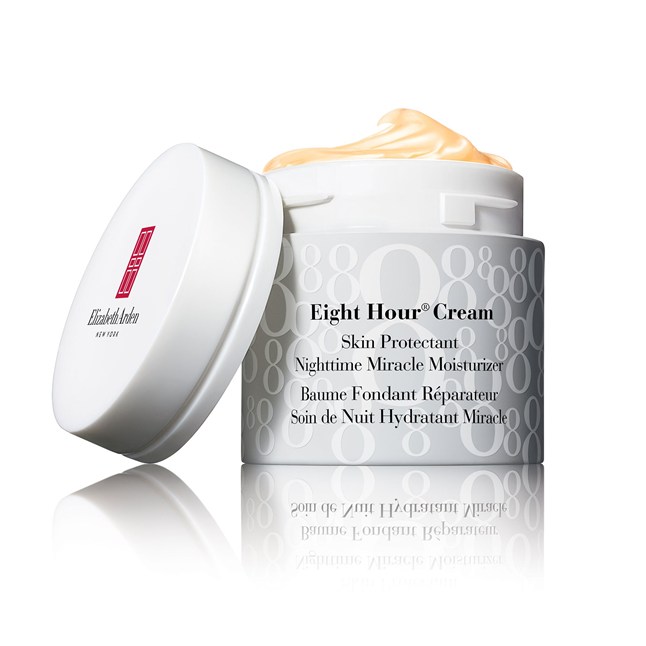 Elizabeth Arden
NEW YORK
Eight Hour® Cream
Skin Protectant
Nighttime Miracle Moisturizer
Baume Fondant Réparateur
Soin de Nuit Hydratant Miracle